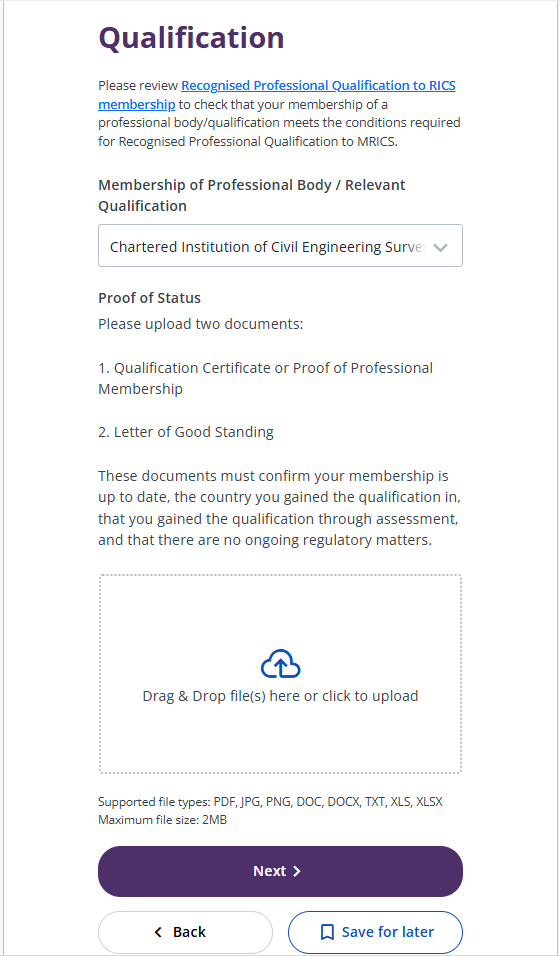 Qualification
Please review Recognised Professional Qualification to RICS
membership to check that your membership of a
professional body/qualification meets the conditions required
for Recognised Professional Qualification to MRICS.
Membership of Professional Body / Relevant
Qualification
Chartered Institution of Civil Engineering Surve
Proof of Status
Please upload two documents:
1. Qualification Certificate or Proof of Professional
Membership
2. Letter of Good Standing
These documents must confirm your membership is
up to date, the country you gained the qualification in,
that you gained the qualification through assessment,
and that there are no ongoing regulatory matters.
Drag & Drop file(s) here or click to upload
Supported file types: PDF, JPG, PNG, DOC, DOCX, TXT, XLS, XLSX
Maximum file size: 2MB
Next
Back
Save for later